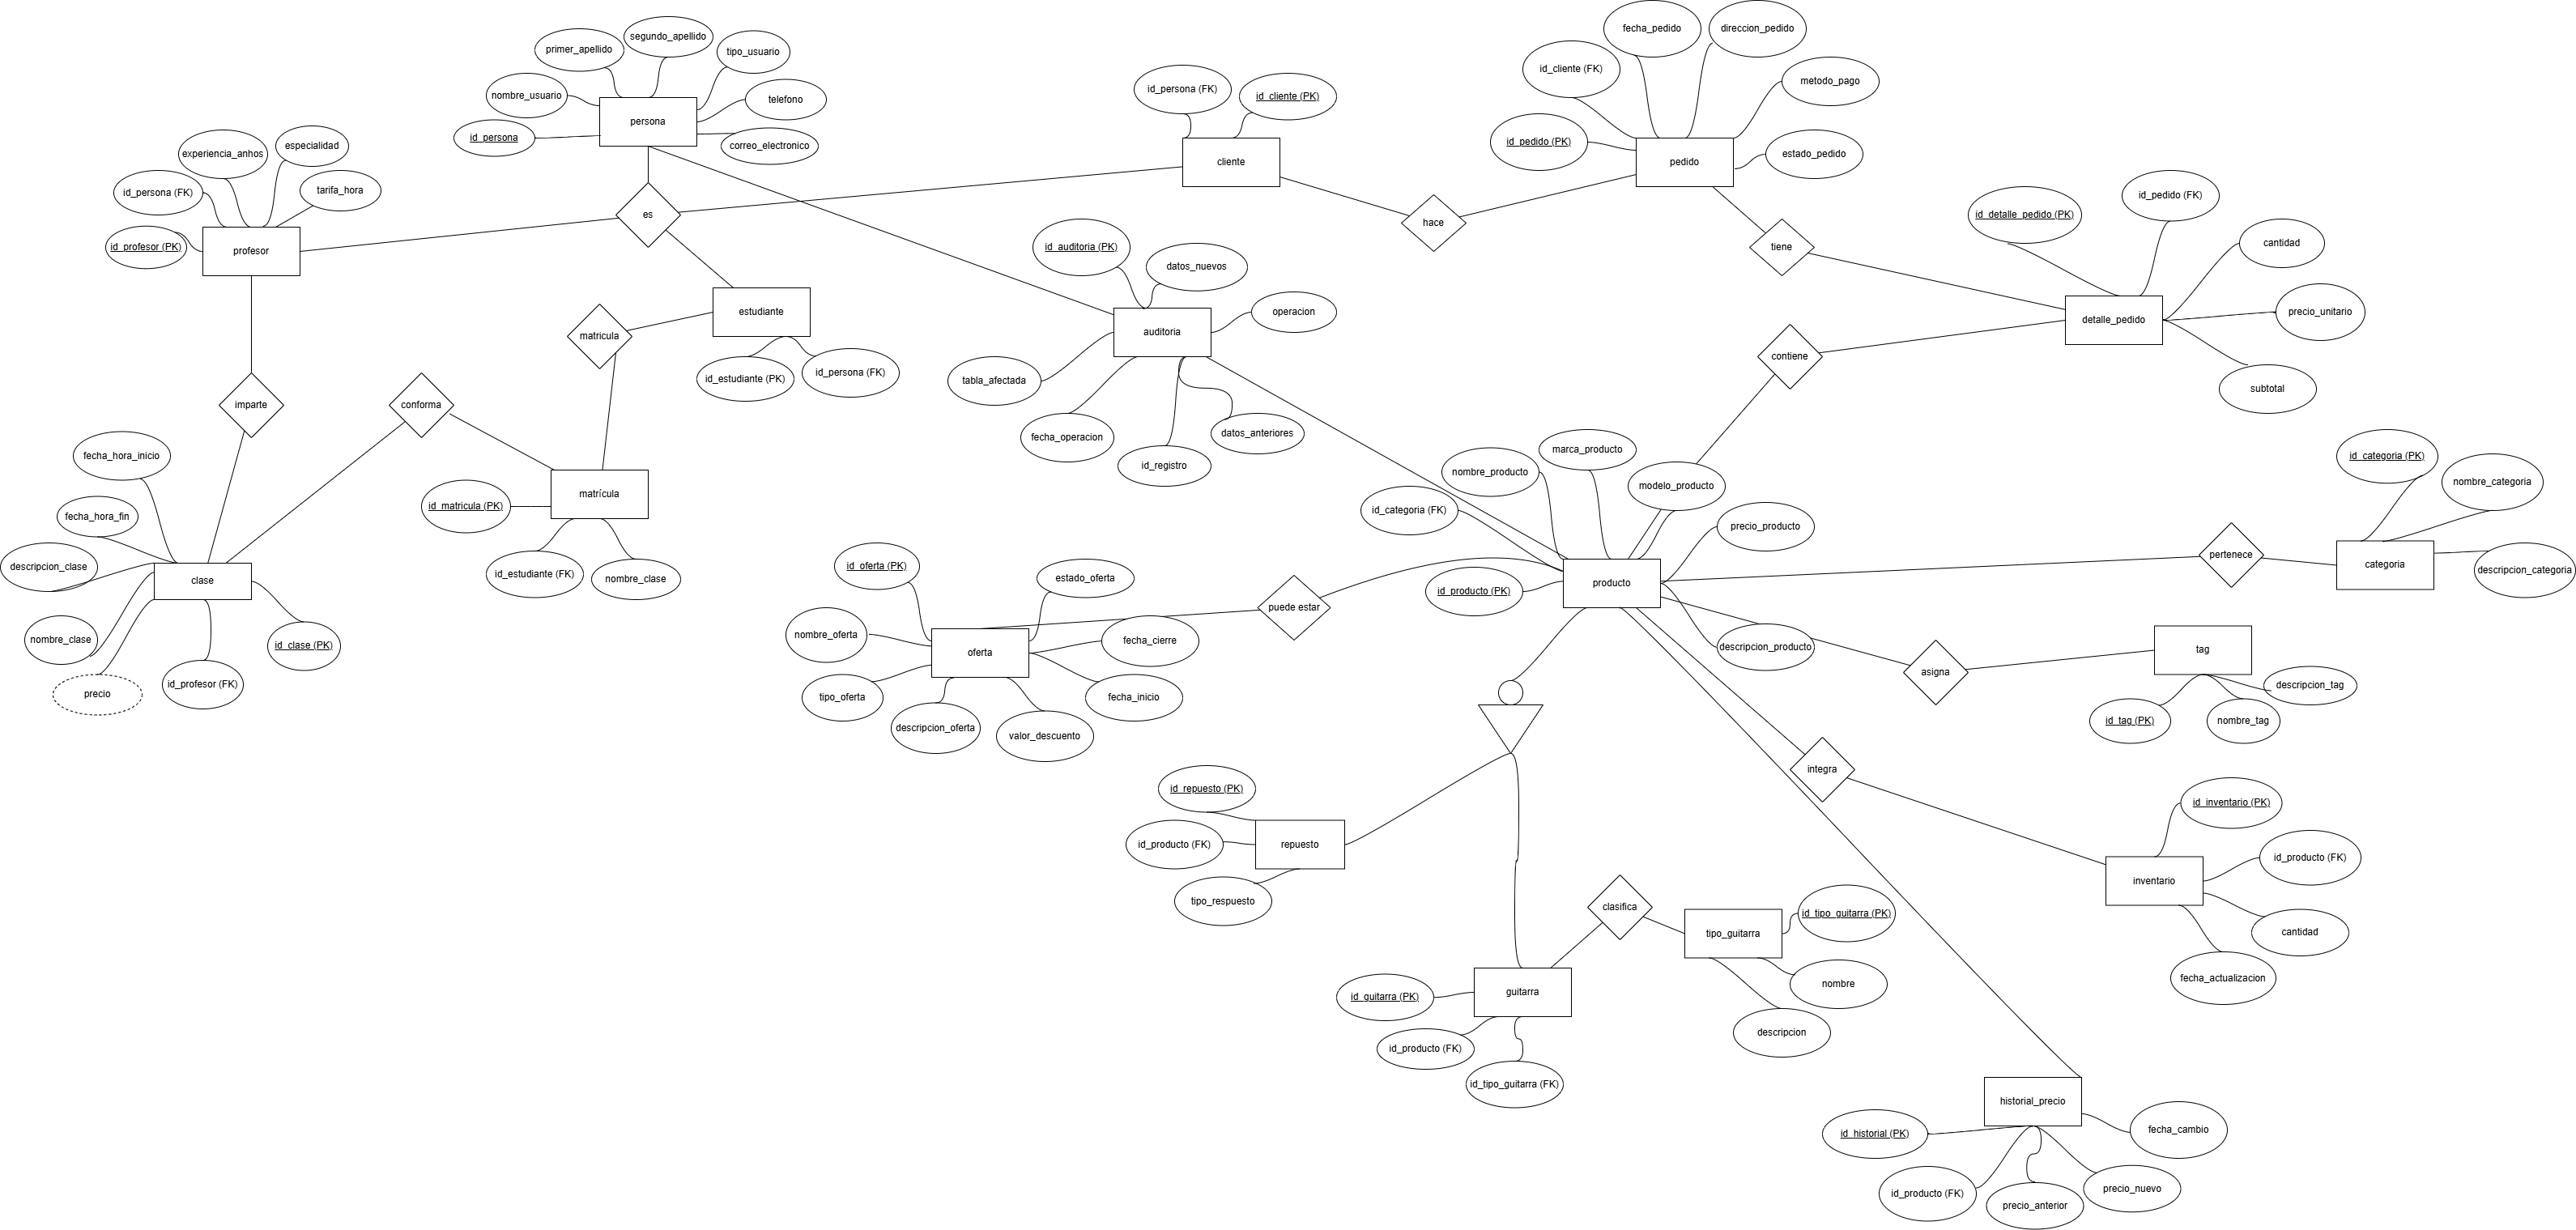 fecha_pedido
direccion_pedido
segundo_apellido
primer_apellido
tipo_usuario
id_cliente (FK)
metodo_pago
nombre_usuario
telefono
id_persona (FK)
id_cliente (PK)
persona
id_persona
correo_electronico
id_pedido (PK)
estado_pedido
experiencia_anhos
especialidad
cliente
pedido
id_persona (FK)
tarifa_hora
es
hace
id_detalle_pedido (PK)
id_pedido (FK)
id_profesor (PK)
profesor
id_auditoria (PK)
tiene
cantidad
datos_nuevos
estudiante
operacion
precio_unitario
matricula
auditoria
detalle_pedido
id_estudiante (PK)
id_persona (FK)
tabla_afectada
contiene
subtotal
imparte
conforma
fecha_operacion
datos_anteriores
id_registro
fecha_hora_inicio
nombre_producto
marca_producto
modelo_producto
id_categoria (PK)
nombre_categoria
id_matricula (PK)
matrícula
id_categoria (FK)
precio_producto
fecha_hora_fin
descripcion_clase
clase
id_estudiante (FK)
nombre_clase
id_oferta (PK)
estado_oferta
id_producto (PK)
producto
pertenece
categoria
descripcion_categoria
puede estar
nombre_clase
id_clase (PK)
nombre_oferta
oferta
fecha_cierre
descripcion_producto
asigna
tag
precio
id_profesor (FK)
tipo_oferta
fecha_inicio
descripcion_tag
descripcion_oferta
valor_descuento
id_tag (PK)
nombre_tag
integra
id_repuesto (PK)
id_inventario (PK)
id_producto (FK)
repuesto
id_producto (FK)
inventario
tipo_respuesto
clasifica
id_tipo_guitarra (PK)
tipo_guitarra
cantidad
id_guitarra (PK)
guitarra
nombre
fecha_actualizacion
id_producto (FK)
descripcion
id_tipo_guitarra (FK)
historial_precio
id_historial (PK)
fecha_cambio
id_producto (FK)
precio_anterior
precio_nuevo